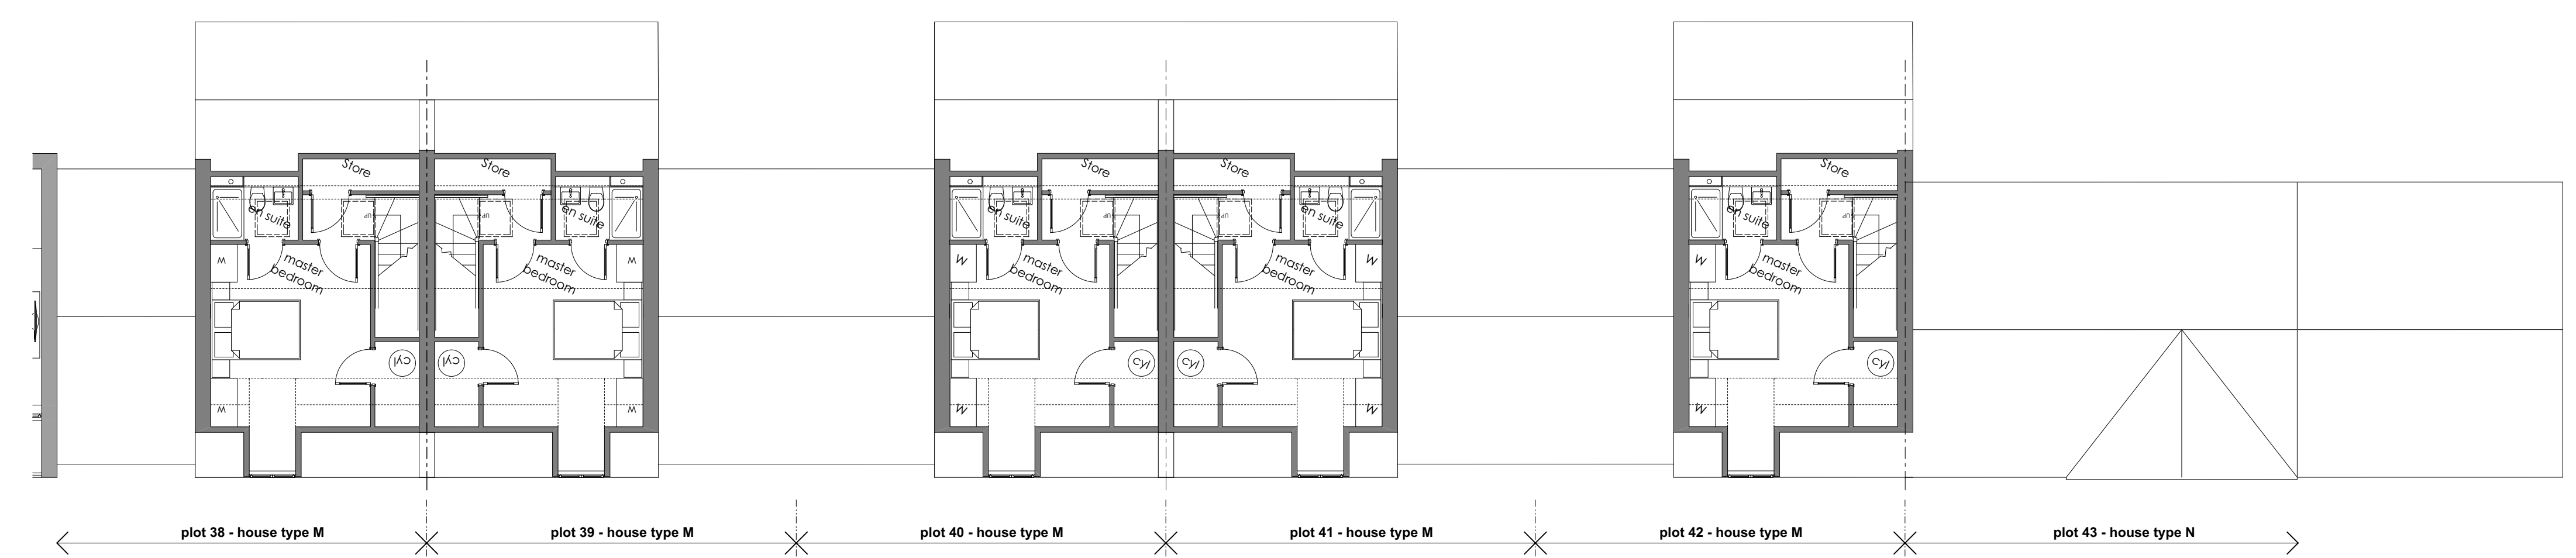 Store
Store
Store
Store
Store
en suite
en suite
en suite
en suite
en suite
UP
UP
UP
UP
UP
W
master
bedroom
master
bedroom
W
W
master
bedroom
master
bedroom
W
W
master
bedroom
cyl
cyl
cyl
cyl
cyl
W
W
W
W
W
plot 38 - house type M
plot 39 - house type M
plot 40 - house type M
plot 41 - house type M
plot 42 - house type M
plot 43 - house type N